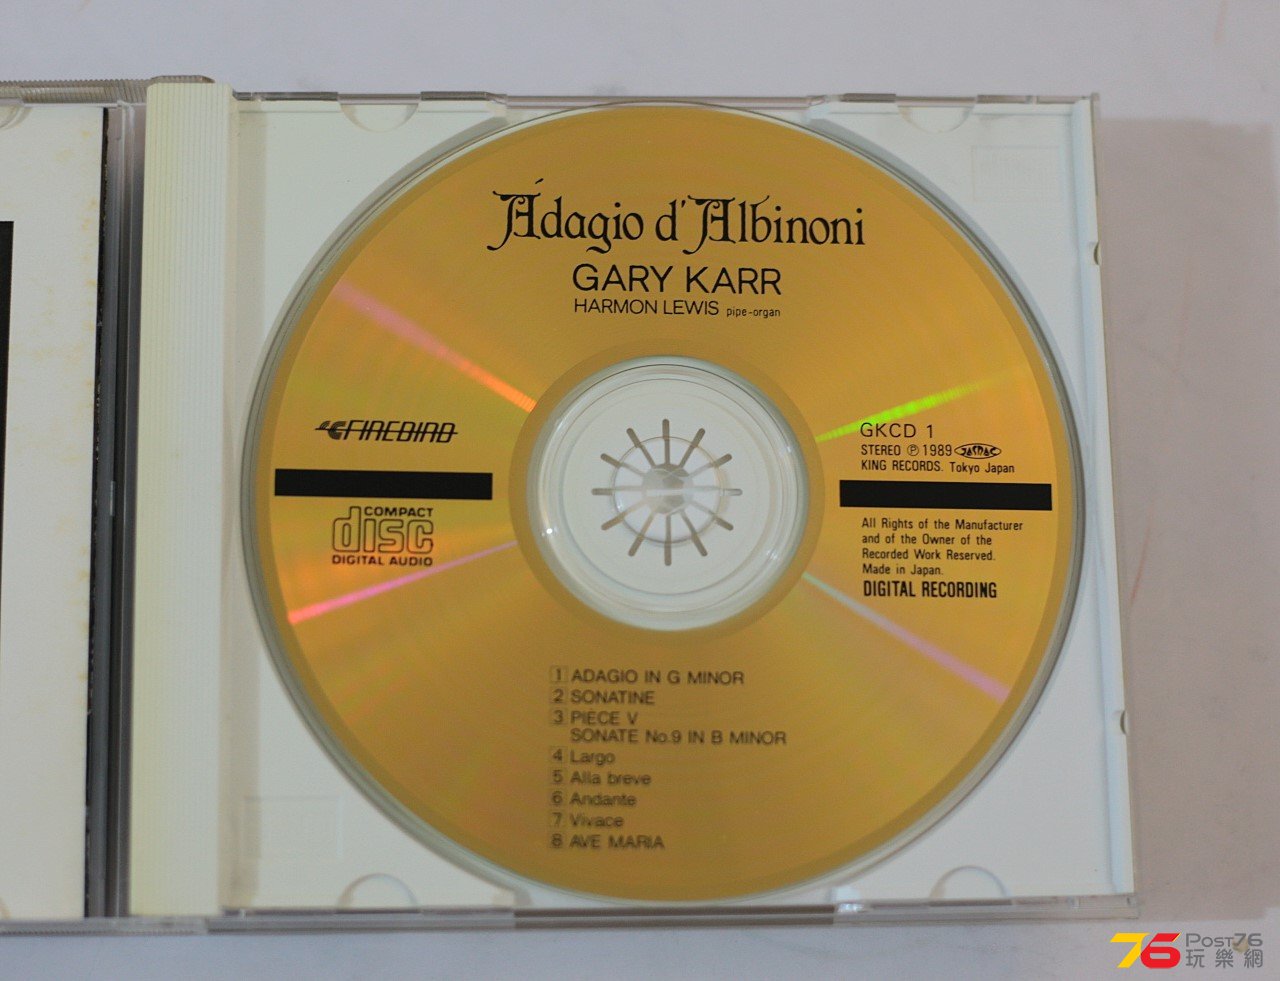 Adagio d'Albinoni
GARY KARR
HARMON LEWIS pipe-organ
FIREBIRD
COMPACT
disc
DIGITAL AUDIO
GKCD 1
STEREO Ⓟ 1989 JASRAC
KING RECORDS. Tokyo Japan
All Rights of the Manufacturer
and of the Owner of the
Recorded Work Reserved.
Made in Japan.
DIGITAL RECORDING
1 ADAGIO IN G MINOR
2 SONATINE
3 PIECE V
SONATE No.9 IN B MINOR
4 Largo
5 Alla breve
6 Andante
7 Vivace
8 AVE MARIA
76 Post76
玩樂網